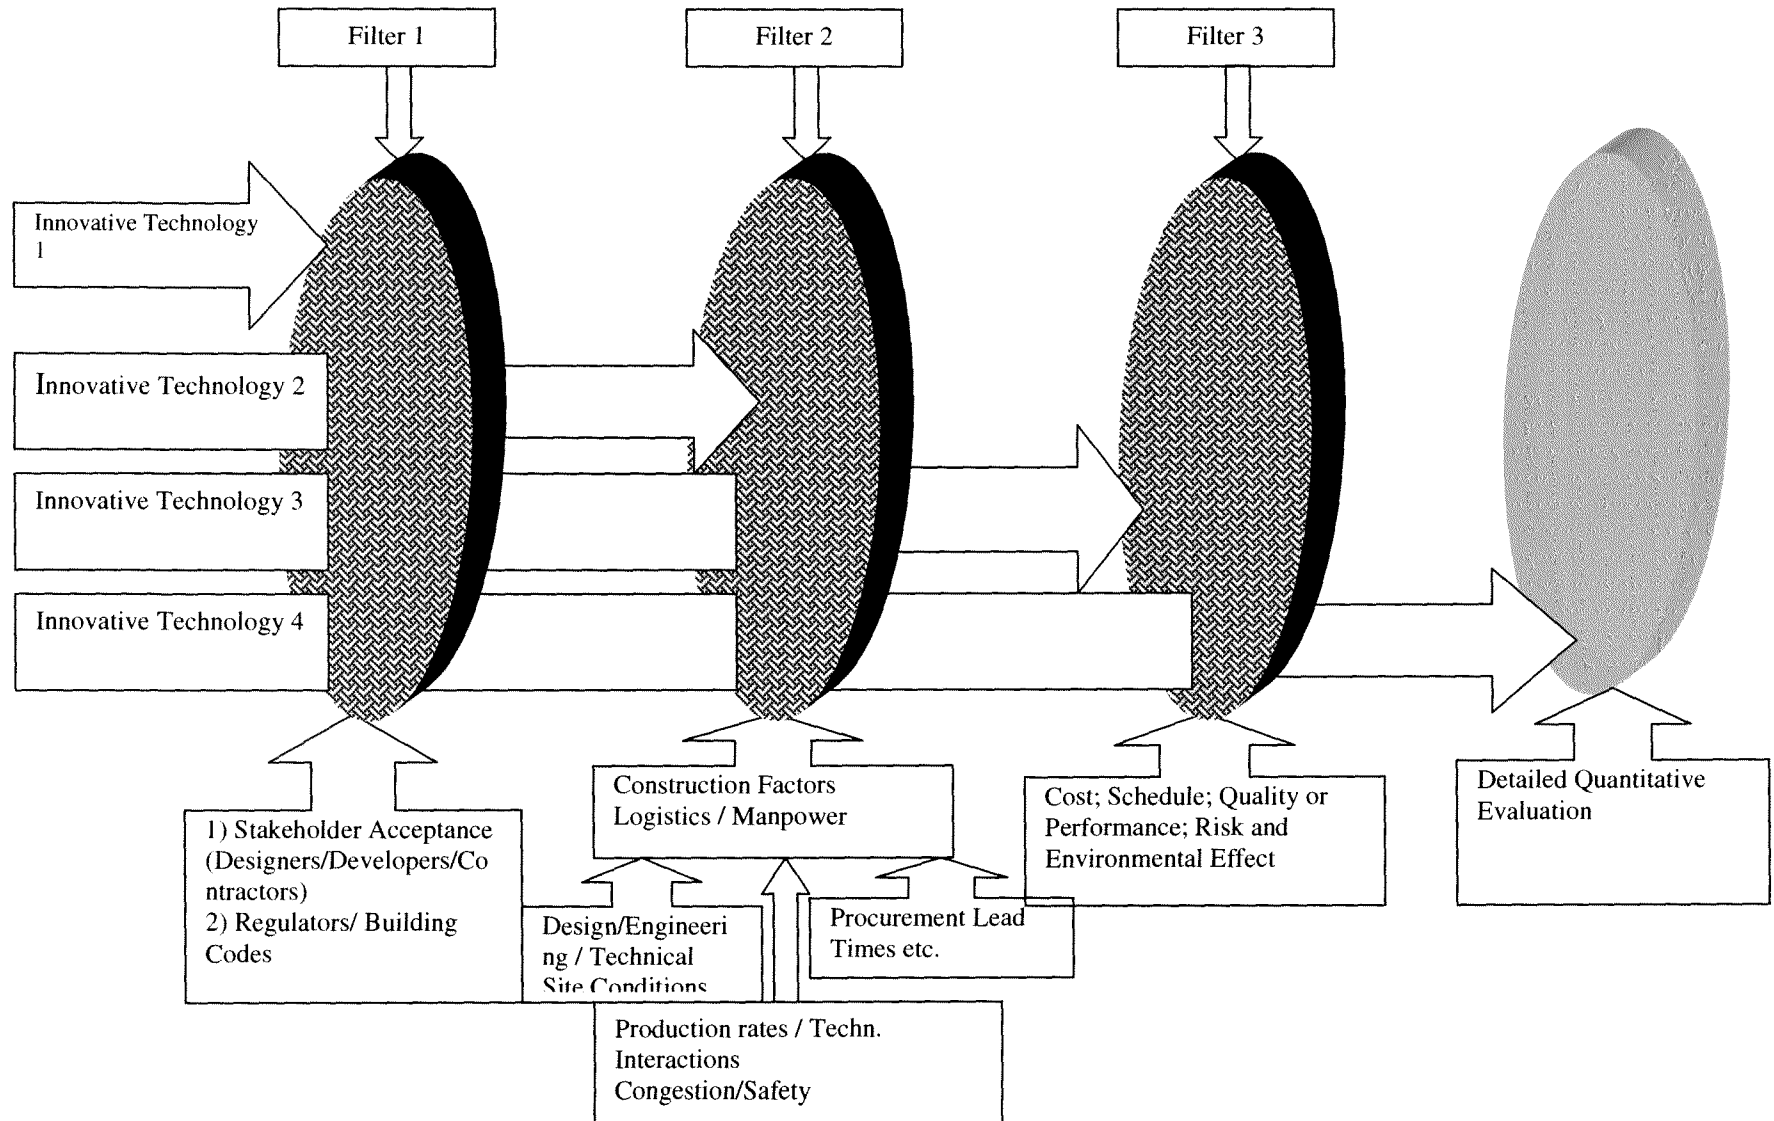 Filter 1
Filter 2
Filter 3
Innovative Technology
1
Innovative Technology 2
Innovative Technology 3
Innovative Technology 4
1) Stakeholder Acceptance
(Designers/Developers/Co
ntractors)
2) Regulators/ Building
Codes
Construction Factors
Logistics / Manpower
Design/Engineeri
ng / Technical
Site Conditions
Production rates / Techn.
Interactions
Congestion/Safety
Procurement Lead
Times etc.
Cost; Schedule; Quality or
Performance; Risk and
Environmental Effect
Detailed Quantitative
Evaluation